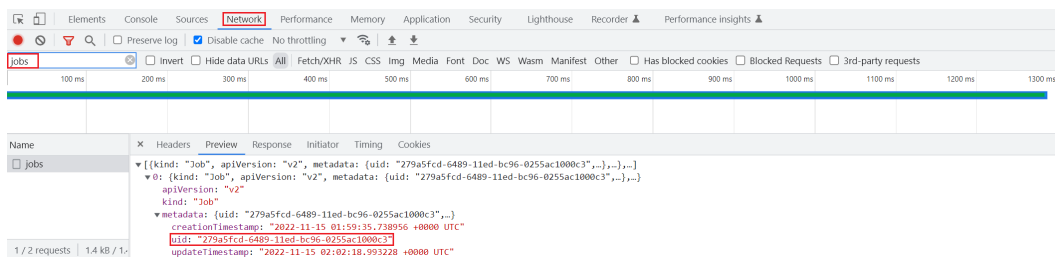 Elements Console Sources Network Performance Memory Application Security Lighthouse Recorder Performance insights
Preserve log Disable cache No throttling
jobs Invert Hide data URLs All Fetch/XHR JS CSS Img Media Font Doc WS Wasm Manifest Other Has blocked cookies Blocked Requests 3rd-party requests
100 ms 200 ms 300 ms 400 ms 500 ms 600 ms 700 ms 800 ms 900 ms 1000 ms 1100 ms 1200 ms 1300 ms
Name × Headers Preview Response Initiator Timing Cookies
jobs ▼[{kind: "Job", apiVersion: "v2", metadata: {uid: "279a5fcd-6489-11ed-bc96-0255ac1000c3",…},…},…]
▼0: {kind: "Job", apiVersion: "v2", metadata: {uid: "279a5fcd-6489-11ed-bc96-0255ac1000c3",…},…}
apiVersion: "v2"
kind: "Job"
▼metadata: {uid: "279a5fcd-6489-11ed-bc96-0255ac1000c3",…}
creationTimestamp: "2022-11-15 01:59:35.738956 +0000 UTC"
uid: "279a5fcd-6489-11ed-bc96-0255ac1000c3"
1 / 2 requests 1.4 kB / 1. updateTimestamp: "2022-11-15 02:02:18.993228 +0000 UTC"